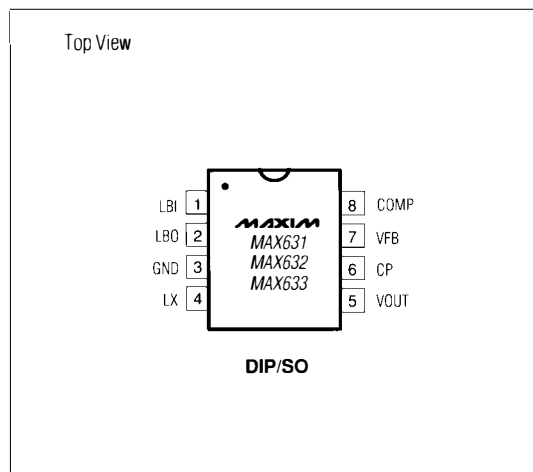 Top View
LBI 1
LBO 2
GND 3
LX 4
MAXIM
MAX631
MAX632
MAX633
8 COMP
7 VFB
6 CP
5 VOUT
DIP/SO